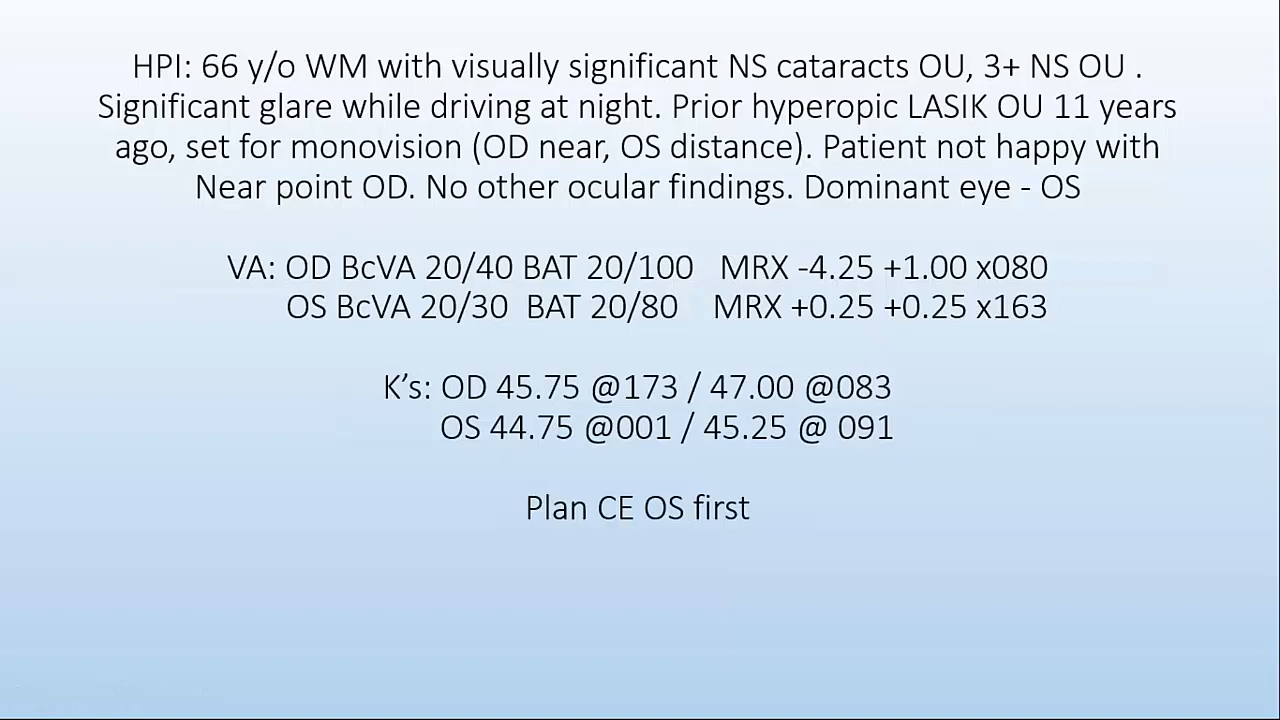 HPI: 66 y/o WM with visually significant NS cataracts OU, 3+ NS OU .
Significant glare while driving at night. Prior hyperopic LASIK OU 11 years
ago, set for monovision (OD near, OS distance). Patient not happy with
Near point OD. No other ocular findings. Dominant eye - OS
VA: OD BcVA 20/40 BAT 20/100 MRX -4.25 +1.00 x080
OS BcVA 20/30 BAT 20/80 MRX +0.25 +0.25 x163
K’s: OD 45.75 @173 / 47.00 @083
OS 44.75 @001 / 45.25 @ 091
Plan CE OS first